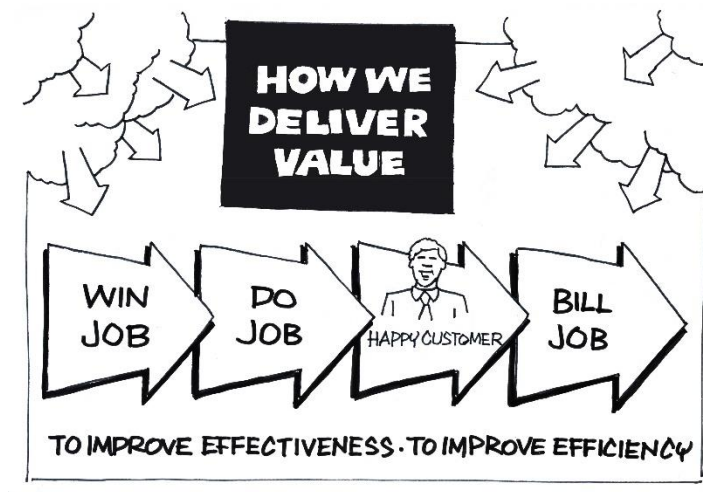 HOW WE
DELIVER
VALUE
WIN
JOB
DO
JOB
HAPPY CUSTOMER
BILL
JOB
TO IMPROVE EFFECTIVENESS · TO IMPROVE EFFICIENCY